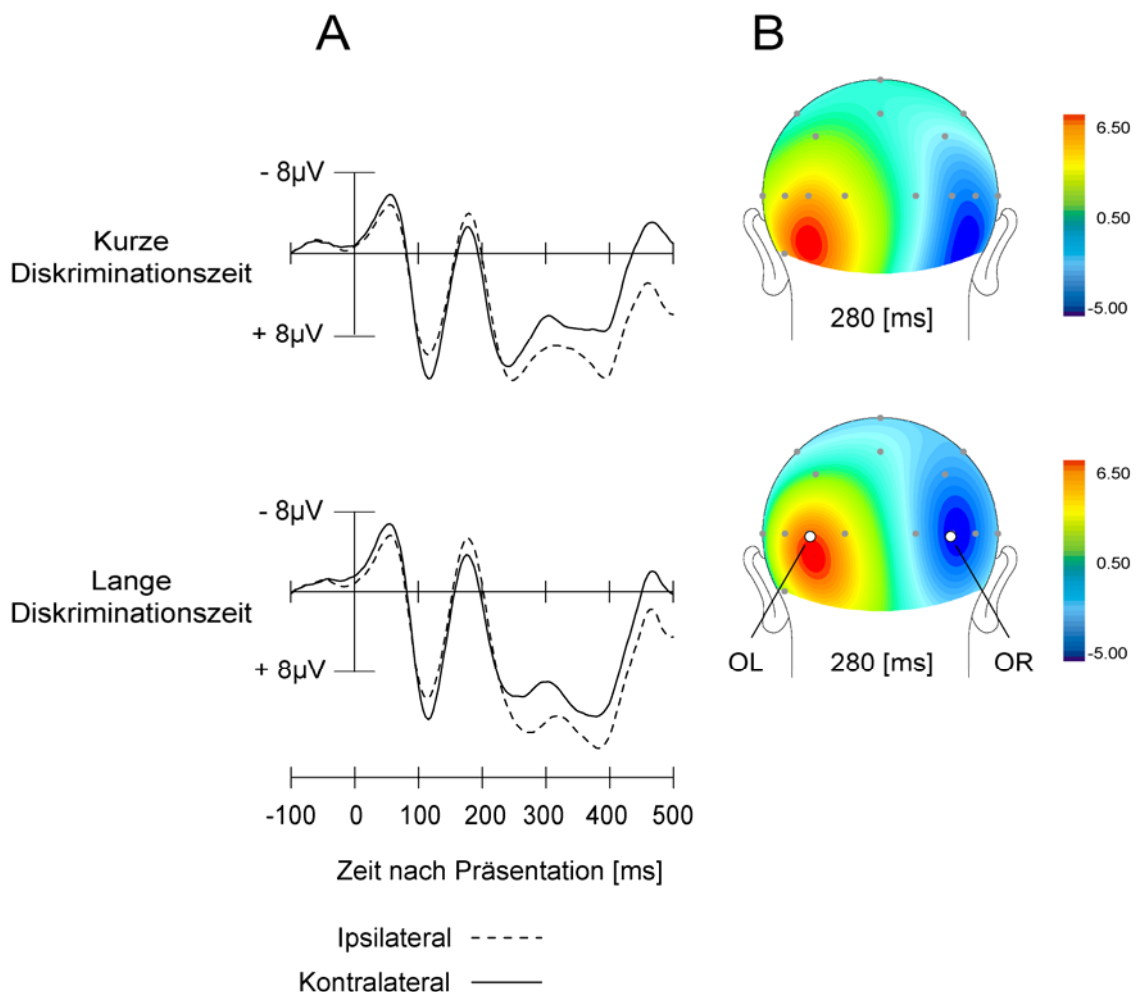 A
B
- 8µV
Kurze
Diskriminationszeit
+ 8µV
6.50
0.50
-5.00
280 [ms]
- 8µV
Lange
Diskriminationszeit
+ 8µV
6.50
0.50
-5.00
OL
280 [ms]
OR
-100 0 100 200 300 400 500
Zeit nach Präsentation [ms]
Ipsilateral
Kontralateral